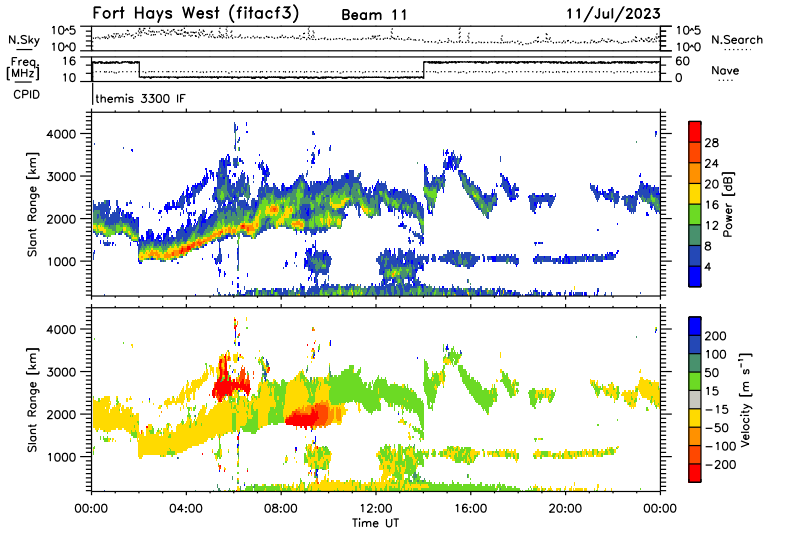 Fort Hays West (fitacf3) Beam 11 11/Jul/2023
N.Sky 10^5 10^0 10^5 10^0 N.Search
Freq. [MHz] 16 10 60 0 Nave
CPID themis 3300 IF
Slant Range [km] 4000 3000 2000 1000
28 24 20 16 12 8 4 Power [dB]
Slant Range [km] 4000 3000 2000 1000
200 100 50 15 -15 -50 -100 -200 Velocity [m s⁻¹]
00:00 04:00 08:00 12:00 16:00 20:00 00:00
Time UT